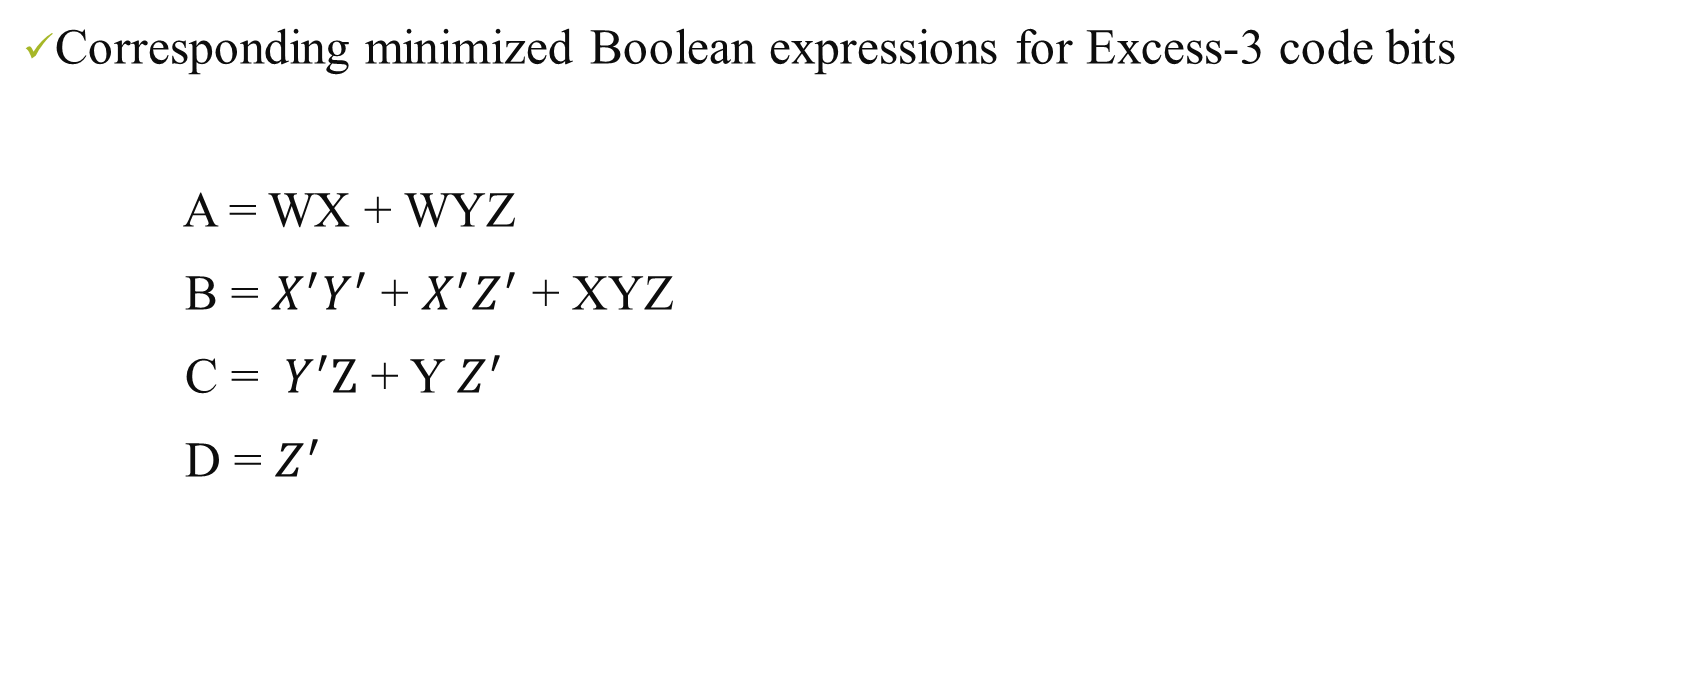 ✓Corresponding minimized Boolean expressions for Excess-3 code bits
A = WX + WYZ
B = X′Y′ + X′Z′ + XYZ
C = Y′Z + Y Z′
D = Z′